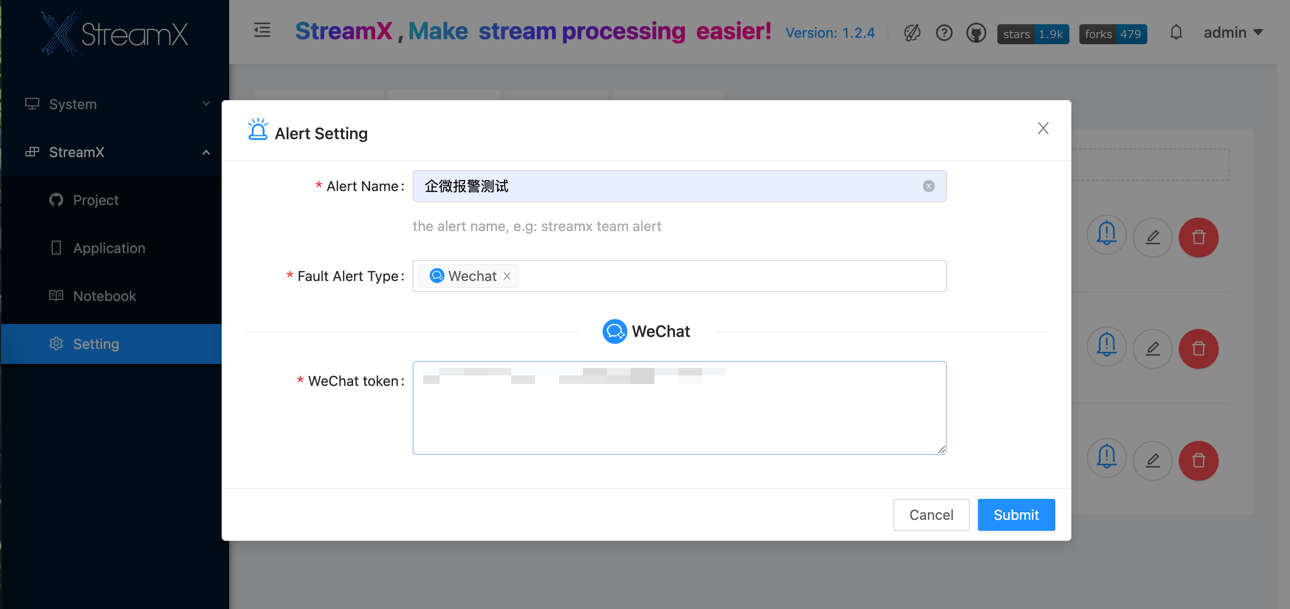 StreamX
StreamX , Make stream processing easier!
Version: 1.2.4
stars 1.9k
forks 479
admin
System
StreamX
Project
Application
Notebook
Setting
Alert Setting
* Alert Name:
企微报警测试
the alert name, e.g: streamx team alert
* Fault Alert Type:
Wechat
WeChat
* WeChat token:
Cancel
Submit